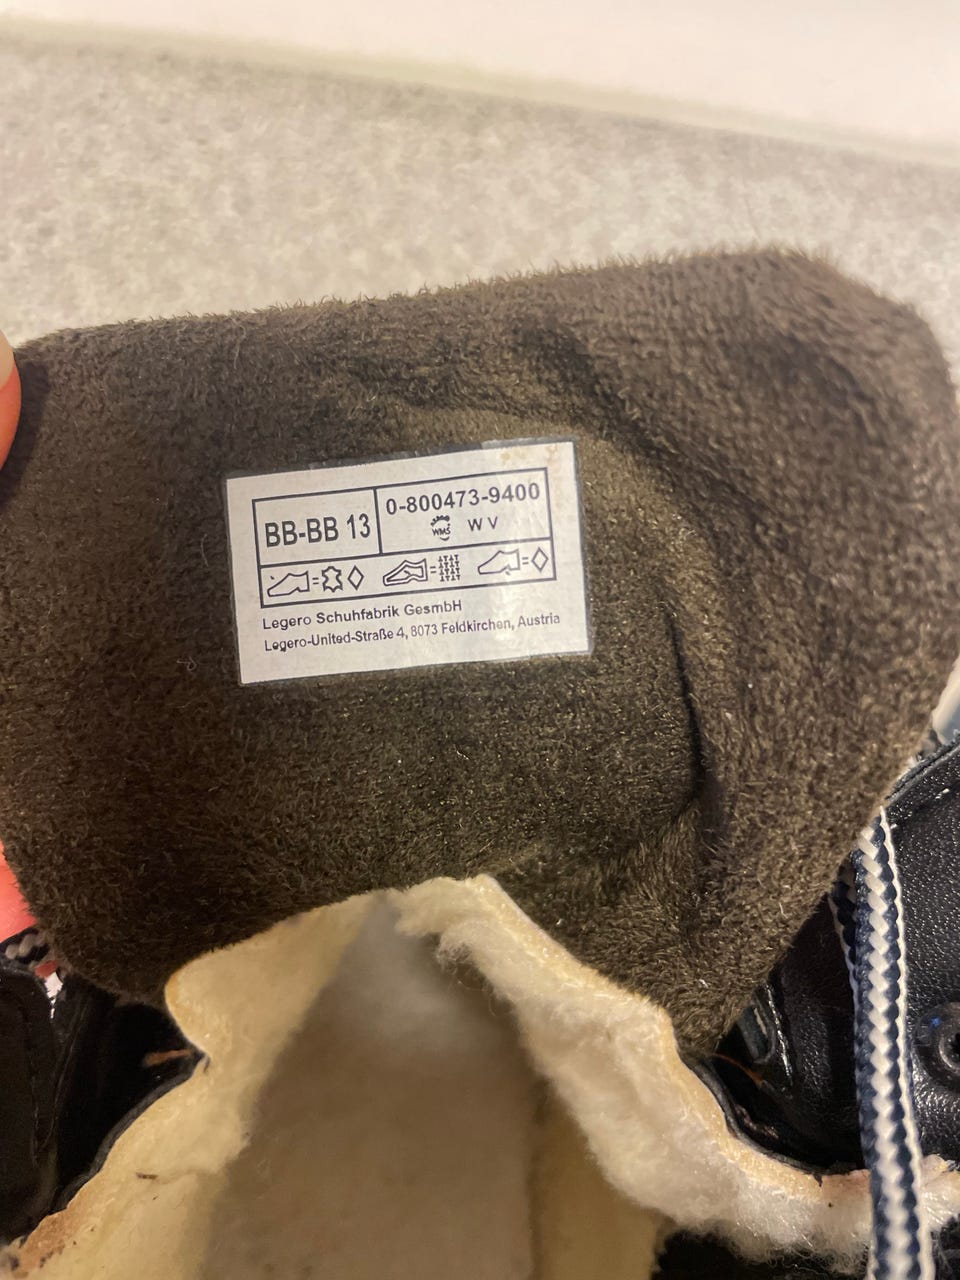 BB-BB 13
0-800473-9400
WMS W V
Legero Schuhfabrik GesmbH
Legero-United-Straße 4, 8073 Feldkirchen, Austria